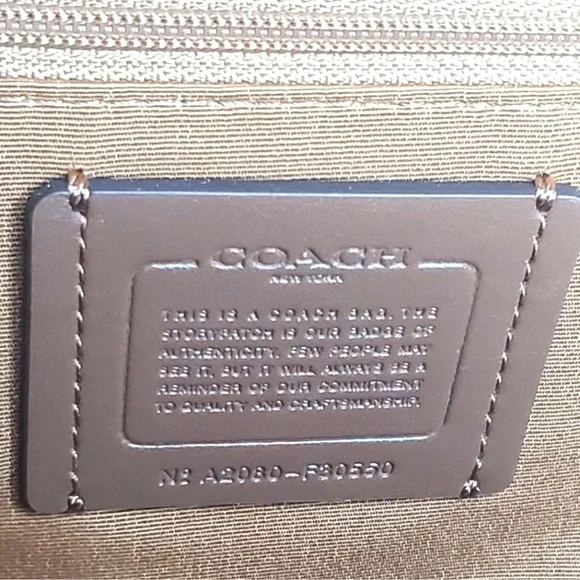 COACH
NEW YORK
THIS IS A COACH BAG. THE
STORYPATCH IS OUR BADGE OF
AUTHENTICITY. FEW PEOPLE MAY
SEE IT, BUT IT WILL ALWAYS BE A
REMINDER OF OUR COMMITMENT
TO QUALITY AND CRAFTSMANSHIP.
Nº A2080-F30550